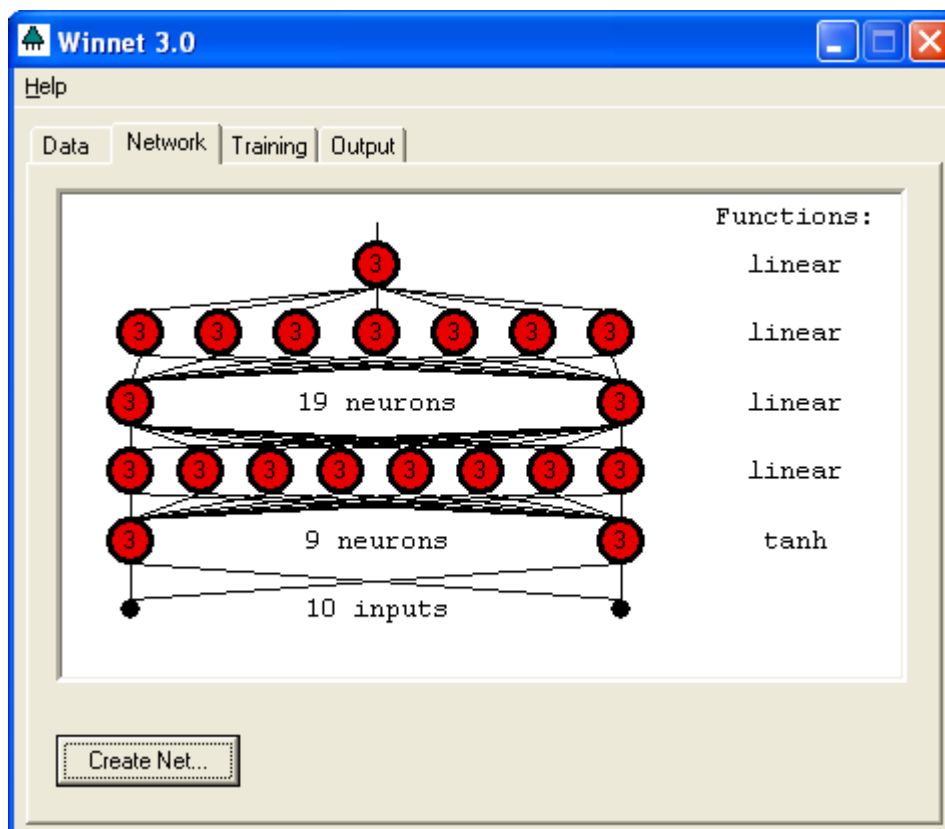 Winnet 3.0
Help
Data Network Training Output
Functions:
3 linear
3 3 3 3 3 3 3 linear
3 19 neurons 3 linear
3 3 3 3 3 3 3 3 linear
3 9 neurons 3 tanh
10 inputs
Create Net...